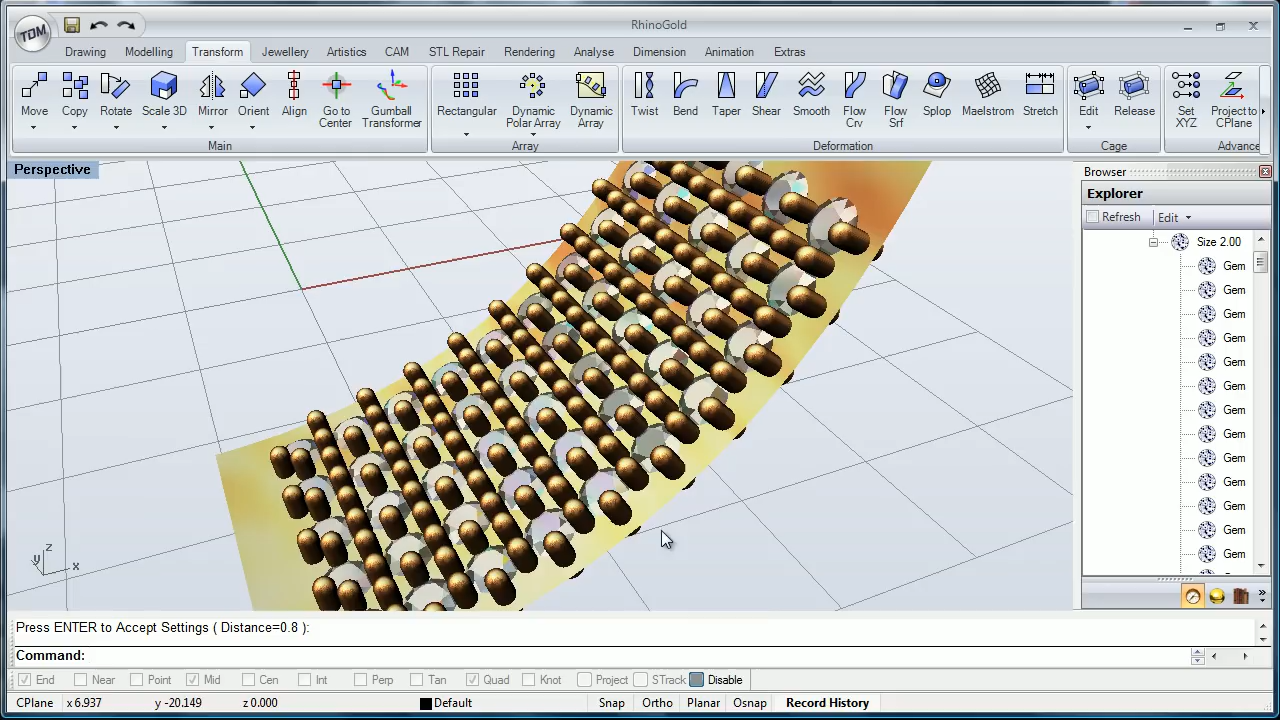 TDM
RhinoGold
Drawing Modelling Transform Jewellery Artistics CAM STL Repair Rendering Analyse Dimension Animation Extras
Move Copy Rotate Scale 3D Mirror Orient Align Go to Center Gumball Transformer Rectangular Dynamic Polar Array Dynamic Array Twist Bend Taper Shear Smooth Flow Crv Flow Srf Splop Maelstrom Stretch Edit Release Set XYZ Project to CPlane
Main Array Deformation Cage Advance
Perspective
Browser
Explorer
Refresh Edit
Size 2.00
Gem
Gem
Gem
Gem
Gem
Gem
Gem
Gem
Gem
Gem
Gem
Gem
Gem
z
y
x
Press ENTER to Accept Settings ( Distance=0.8 ):
Command:
End Near Point Mid Cen Int Perp Tan Quad Knot Project STrack Disable
CPlane x 6.937 y -20.149 z 0.000 Default Snap Ortho Planar Osnap Record History